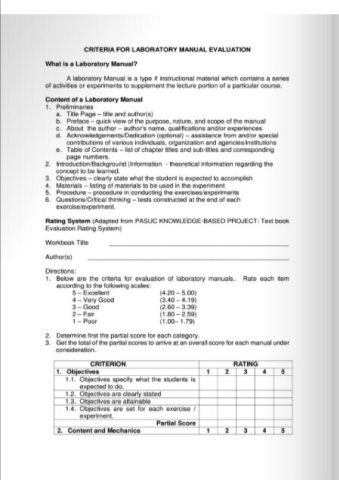 CRITERIA FOR LABORATORY MANUAL EVALUATION
What is a Laboratory Manual?
A laboratory Manual is a type if instructional material which contains a series
of activities or experiments to supplement the lecture portion of a particular course.
Content of a Laboratory Manual
1. Preliminaries
a. Title Page – title and author(s)
b. Preface – quick view of the purpose, nature, and scope of the manual
c. About the author – author's name, qualifications and/or experiences
d. Acknowledgements/Dedication (optional) – assistance from and/or special
contributions of various individuals, organization and agencies/institutions
e. Table of Contents – list of chapter titles and sub-titles and corresponding
page numbers.
2. Introduction/Background |Information - theoretical information regarding the
concept to be learned.
3. Objectives – clearly state what the student is expected to accomplish.
4. Materials – listing of materials to be used in the experiment
5. Procedure – procedure in conducting the exercises/experiments
6. Questions/Critical thinking – tests constructed at the end of each
exercise/experiment.
Rating System (Adapted from PASUC KNOWLEDGE-BASED PROJECT: Text book
Evaluation Rating System)
Workbook Title
Author(s)
Directions:
1. Below are the criteria for evaluation of laboratory manuals.. Rate each item
according to the following scales:
5 – Excellent (4.20 – 5.00)
4 – Very Good (3.40 – 4.19)
3 – Good (2.60 – 3.39)
2 – Fair (1.80 – 2.59)
1 – Poor (1.00– 1.79)
2. Determine first the partial score for each category.
3. Get the total of the partial scores to arrive at an overall score for each manual under
consideration.
CRITERION RATING
1. Objectives 1 2 3 4 5
1.1. Objectives specify what the students is
expected to do.
1.2. Objectives are clearly stated
1.3. Objectives are attainable
1.4. Objectives are set for each exercise /
experiment.
Partial Score
2. Content and Mechanics 1 2 3 4 5